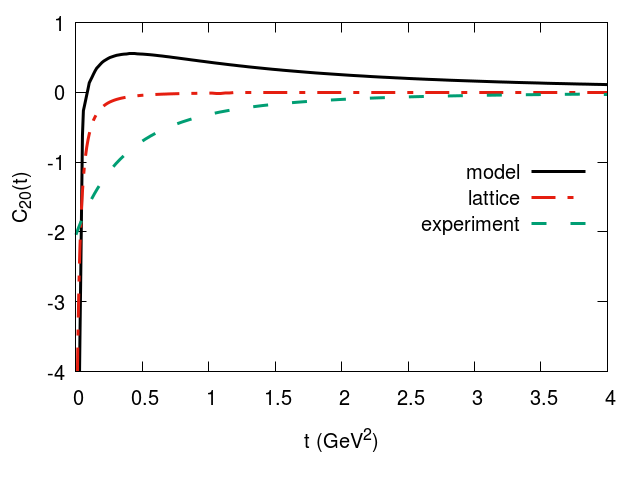 1
0
-1
-2
-3
-4
C20(t)
model
lattice
experiment
0 0.5 1 1.5 2 2.5 3 3.5 4
t (GeV2)